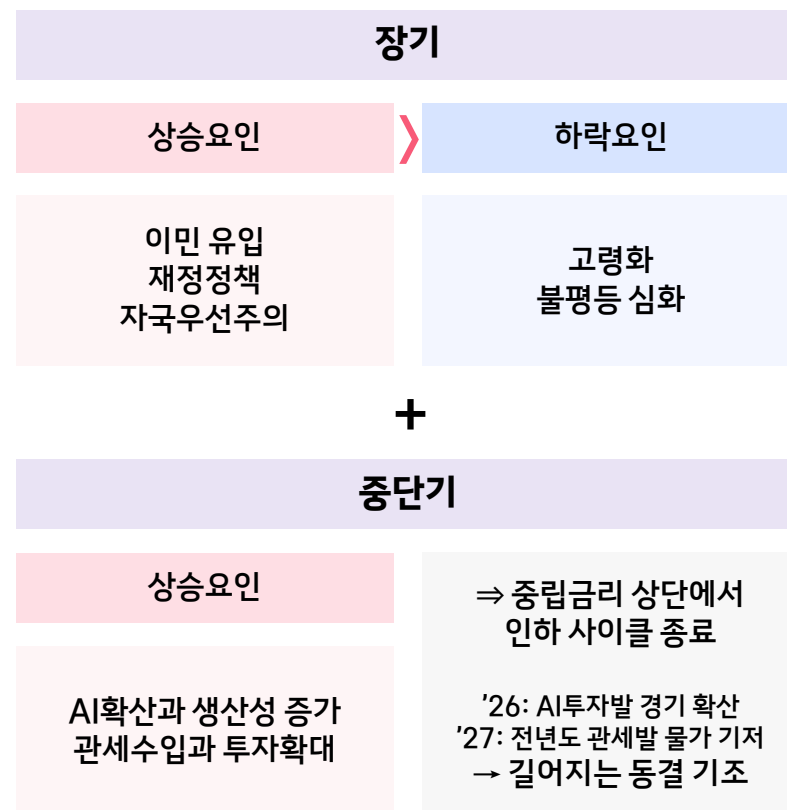 장기
상승요인
〉
하락요인
이민 유입
재정정책
자국우선주의
고령화
불평등 심화
+
중단기
상승요인
AI확산과 생산성 증가
관세수입과 투자확대
⇒ 중립금리 상단에서
인하 사이클 종료
’26: AI투자발 경기 확산
’27: 전년도 관세발 물가 기저
→ 길어지는 동결 기조